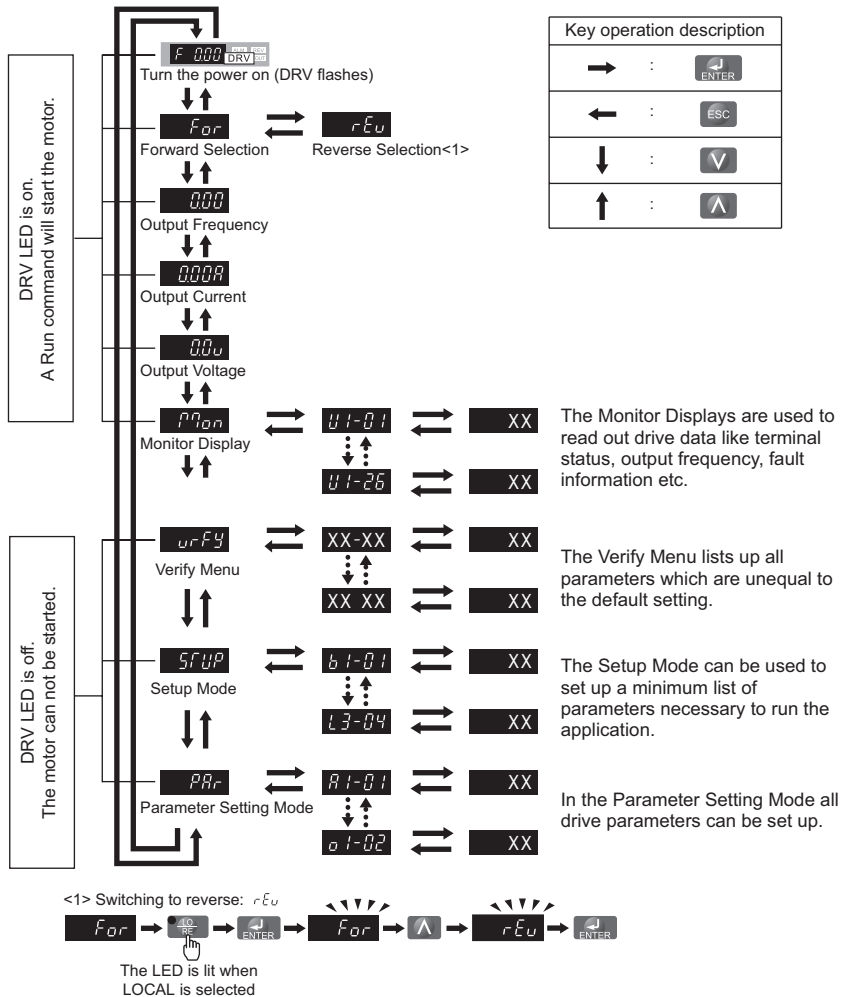 F 0.00 ALM REV DRV OUT
Turn the power on (DRV flashes)
For
Forward Selection
rEv
Reverse Selection<1>
0.00
Output Frequency
0.00A
Output Current
0.0v
Output Voltage
DRV LED is on.
A Run command will start the motor.
Key operation description
: ENTER
: ESC
: V
: Λ
Mon
Monitor Display
U1-01
XX
U1-26
XX
The Monitor Displays are used to
read out drive data like terminal
status, output frequency, fault
information etc.
DRV LED is off.
The motor can not be started.
vrFY
Verify Menu
XX-XX
XX
XX XX
XX
The Verify Menu lists up all
parameters which are unequal to
the default setting.
STUP
Setup Mode
b1-01
XX
L3-04
XX
The Setup Mode can be used to
set up a minimum list of
parameters necessary to run the
application.
PAr
Parameter Setting Mode
A1-01
XX
o1-02
XX
In the Parameter Setting Mode all
drive parameters can be set up.
<1> Switching to reverse: rEv
For LO RE ENTER For Λ rEv ENTER
The LED is lit when
LOCAL is selected